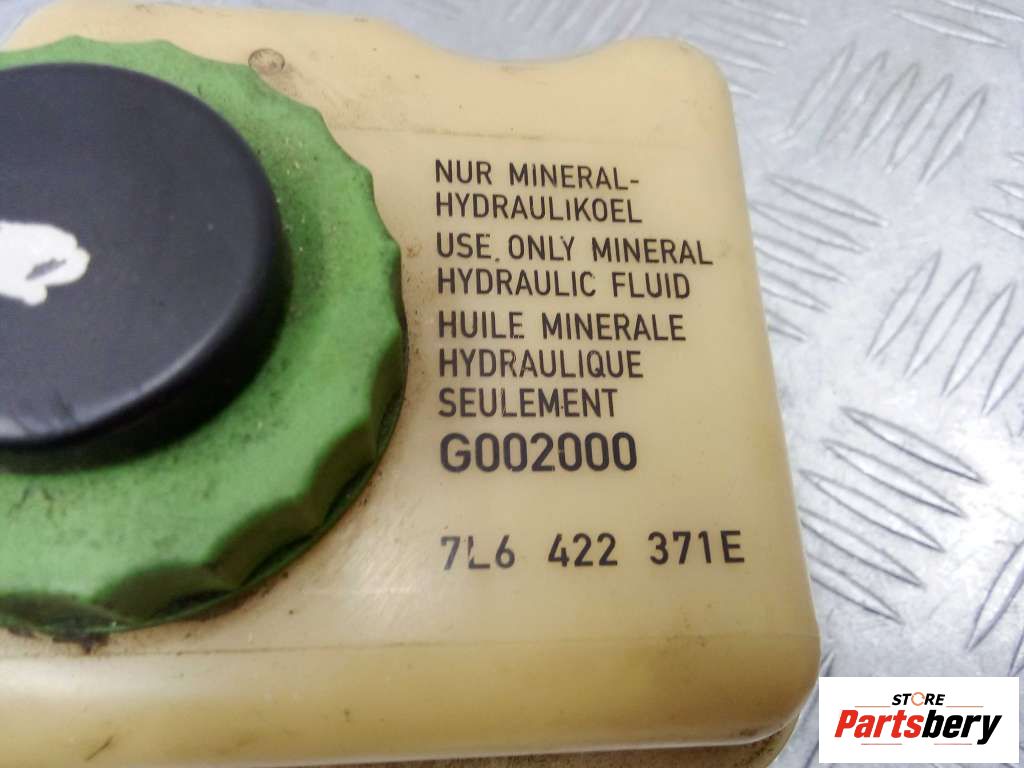 NUR MINERAL-
HYDRAULIKOEL
USE ONLY MINERAL
HYDRAULIC FLUID
HUILE MINERALE
HYDRAULIQUE
SEULEMENT
G002000
7L6 422 371E
STORE
Partsbery